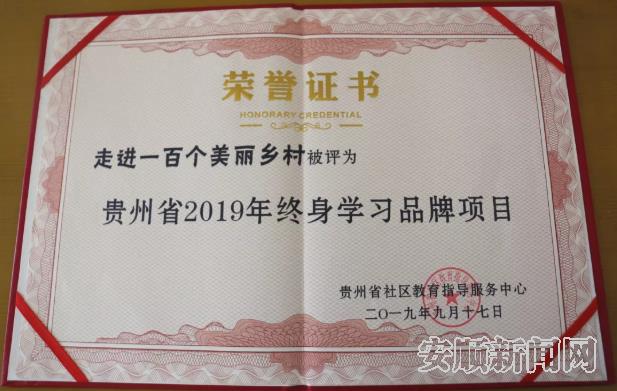 荣誉证书
HONORARY CREDENTIAL
走进一百个美丽乡村被评为
贵州省2019年终身学习品牌项目
贵州省社区教育指导服务中心
二〇一九年九月十七日
安顺新闻网